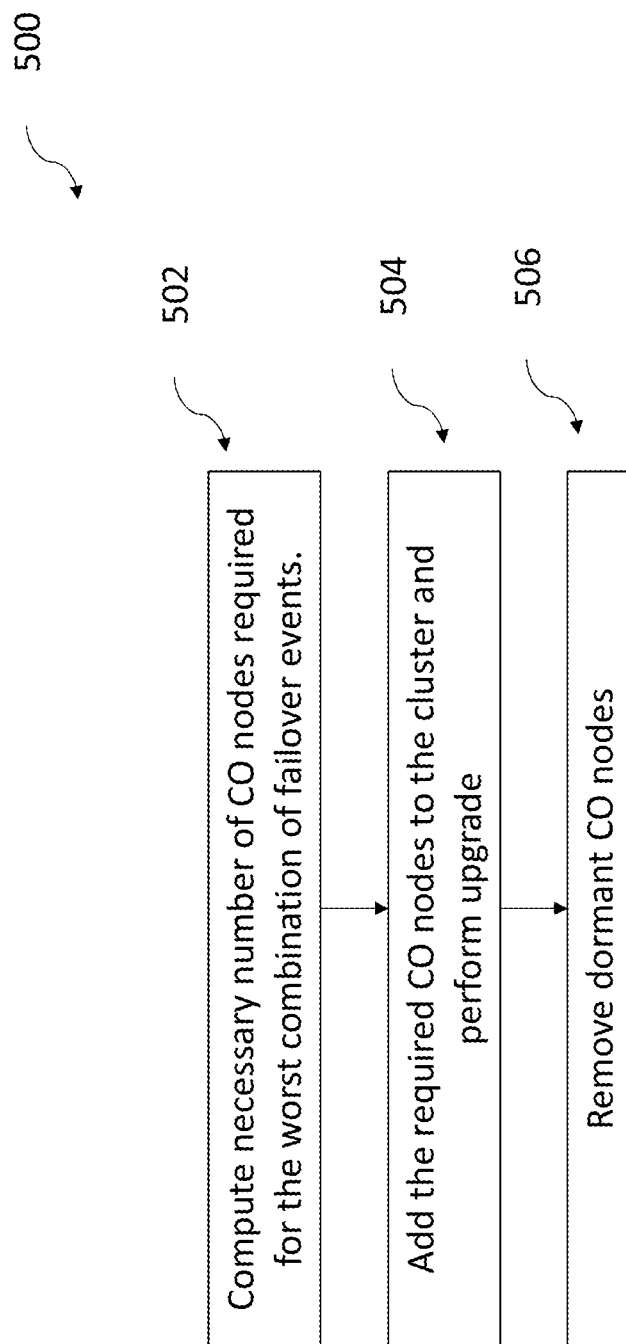 500
502
Compute necessary number of CO nodes required
for the worst combination of failover events.
504
Add the required CO nodes to the cluster and
perform upgrade
506
Remove dormant CO nodes